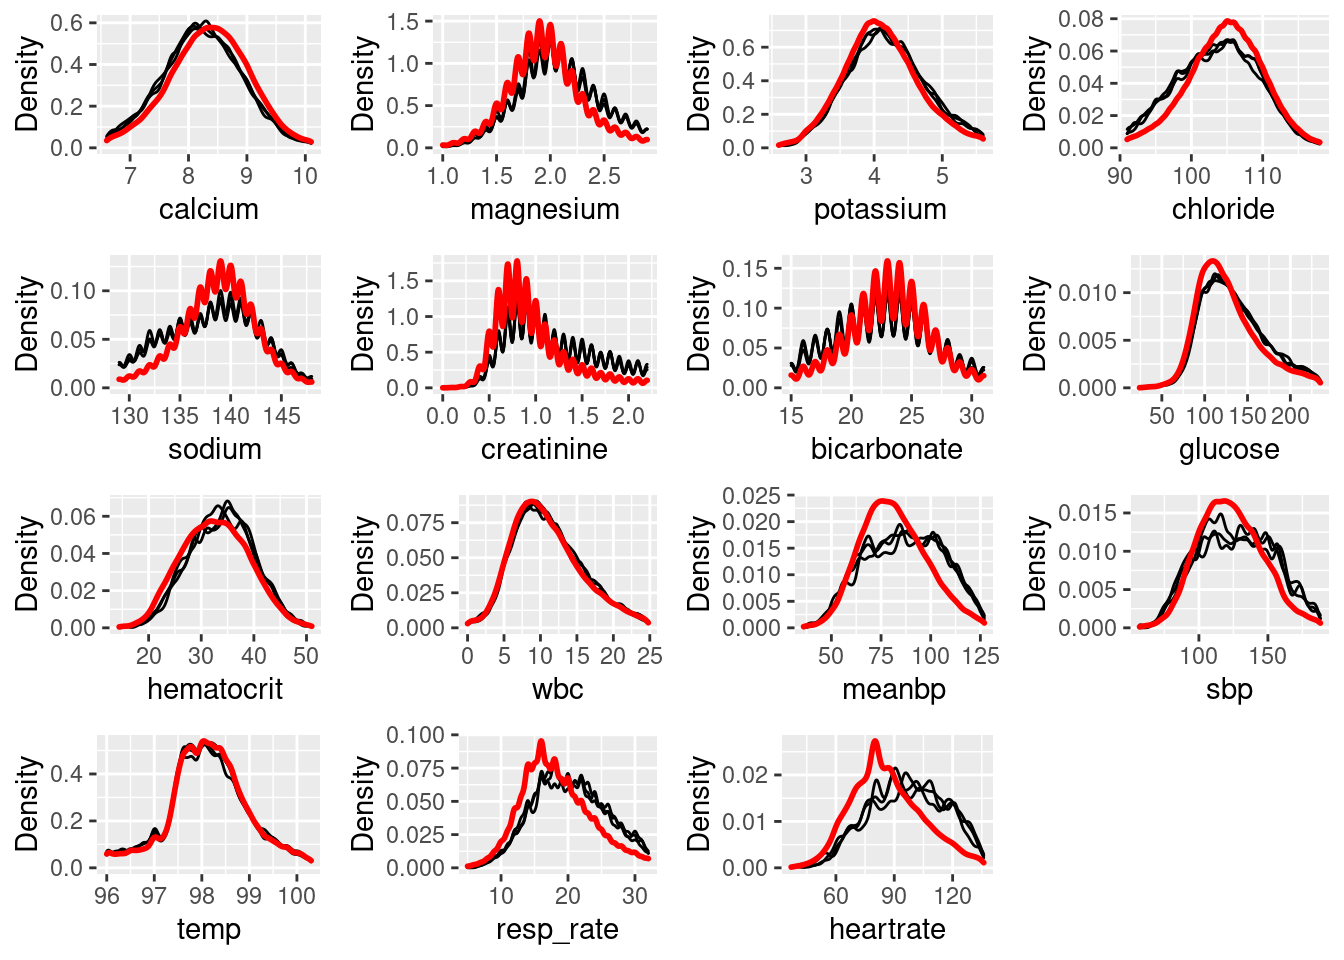 Density
0.6
0.4
0.2
0.0
7 8 9 10
calcium
Density
1.5
1.0
0.5
0.0
1.0 1.5 2.0 2.5
magnesium
Density
0.6
0.4
0.2
0.0
3 4 5
potassium
Density
0.08
0.06
0.04
0.02
0.00
90 100 110
chloride
Density
0.10
0.05
0.00
130 135 140 145
sodium
Density
1.5
1.0
0.5
0.0
0.0 0.5 1.0 1.5 2.0
creatinine
Density
0.15
0.10
0.05
0.00
15 20 25 30
bicarbonate
Density
0.010
0.005
0.000
50 100 150 200
glucose
Density
0.06
0.04
0.02
0.00
20 30 40 50
hematocrit
Density
0.075
0.050
0.025
0.000
0 5 10 15 20 25
wbc
Density
0.025
0.020
0.015
0.010
0.005
0.000
50 75 100 125
meanbp
Density
0.015
0.010
0.005
0.000
100 150
sbp
Density
0.4
0.2
0.0
96 97 98 99 100
temp
Density
0.100
0.075
0.050
0.025
0.000
10 20 30
resp_rate
Density
0.02
0.01
0.00
60 90 120
heartrate